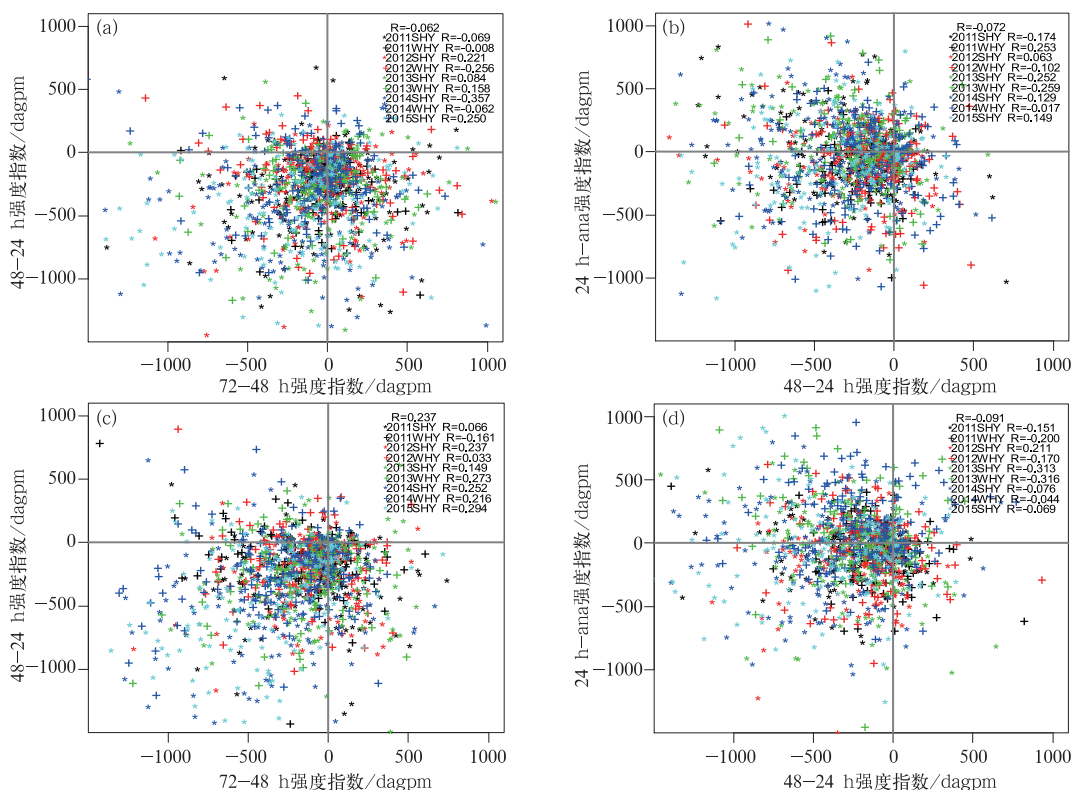 (a)
R=-0.062
*2011SHY R=-0.069
+2011WHY R=-0.008
*2012SHY R=0.221
+2012WHY R=-0.256
*2013SHY R=0.084
+2013WHY R=0.158
*2014SHY R=-0.357
+2014WHY R=-0.062
*2015SHY R=0.250
1000
500
0
−500
−1000
48−24 h强度指数/dagpm
−1000 −500 0 500 1000
72−48 h强度指数/dagpm
(b)
R=-0.072
*2011SHY R=-0.174
+2011WHY R=0.253
*2012SHY R=0.063
+2012WHY R=-0.102
*2013SHY R=-0.252
+2013WHY R=-0.259
*2014SHY R=-0.129
+2014WHY R=-0.017
*2015SHY R=0.149
1000
500
0
−500
−1000
24 h−ana强度指数/dagpm
−1000 −500 0 500 1000
48−24 h强度指数/dagpm
(c)
R=0.237
*2011SHY R=0.066
+2011WHY R=-0.161
*2012SHY R=0.237
+2012WHY R=0.033
*2013SHY R=0.149
+2013WHY R=0.273
*2014SHY R=0.252
+2014WHY R=0.216
*2015SHY R=0.294
1000
500
0
−500
−1000
48−24 h强度指数/dagpm
−1000 −500 0 500 1000
72−48 h强度指数/dagpm
(d)
R=-0.091
*2011SHY R=-0.151
+2011WHY R=-0.200
*2012SHY R=0.211
+2012WHY R=-0.170
*2013SHY R=-0.313
+2013WHY R=-0.316
*2014SHY R=-0.076
+2014WHY R=-0.044
*2015SHY R=-0.069
1000
500
0
−500
−1000
24 h−ana强度指数/dagpm
−1000 −500 0 500 1000
48−24 h强度指数/dagpm